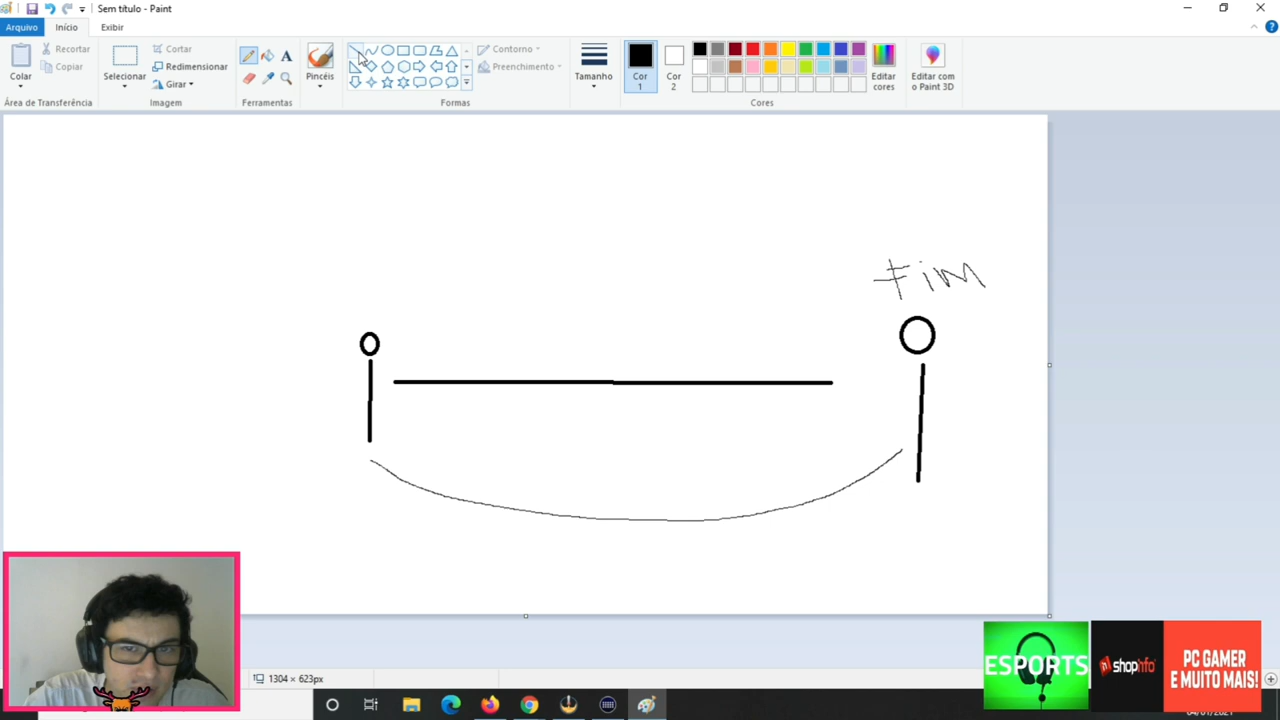 Sem título - Paint
Arquivo Início Exibir
Colar
Recortar
Copiar
Área de Transferência
Selecionar
Cortar
Redimensionar
Girar
Imagem
Ferramentas
Pincéis
Formas
Contorno
Preenchimento
Tamanho
Cor 1
Cor 2
Cores
Editar cores
Editar com o Paint 3D
Fim
ESPORTS
shopinfo
PC GAMER
E MUITO MAIS!
1304 × 623px
100%